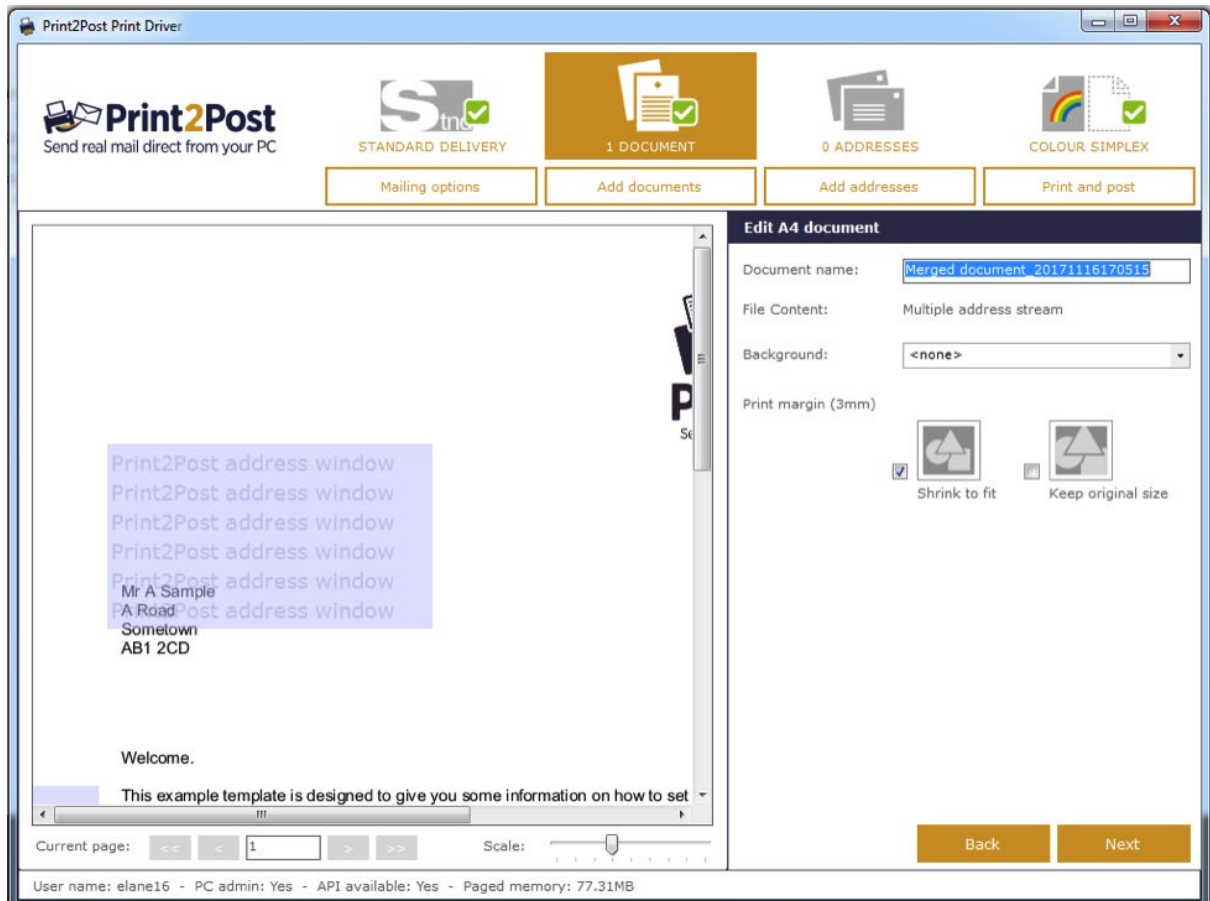 Print2Post Print Driver
Print2Post
Send real mail direct from your PC
Stnd
STANDARD DELIVERY
1 DOCUMENT
0 ADDRESSES
COLOUR SIMPLEX
Mailing options
Add documents
Add addresses
Print and post
P
Se
Print2Post address window
Print2Post address window
Print2Post address window
Print2Post address window
Print2Post address window
Print2Post address window
Mr A Sample
A Road
Sometown
AB1 2CD
Welcome.
This example template is designed to give you some information on how to set
Current page:
<<
<
1
>
>>
Scale:
Edit A4 document
Document name:
Merged document_20171116170515
File Content:
Multiple address stream
Background:
<none>
Print margin (3mm)
Shrink to fit
Keep original size
Back
Next
User name: elane16 - PC admin: Yes - API available: Yes - Paged memory: 77.31MB